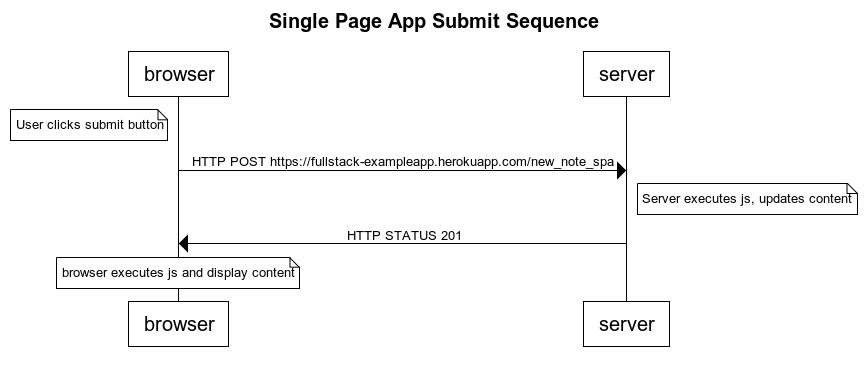 Single Page App Submit Sequence
browser
server
User clicks submit button
HTTP POST https://fullstack-exampleapp.herokuapp.com/new_note_spa
Server executes js, updates content
HTTP STATUS 201
browser executes js and display content
browser
server